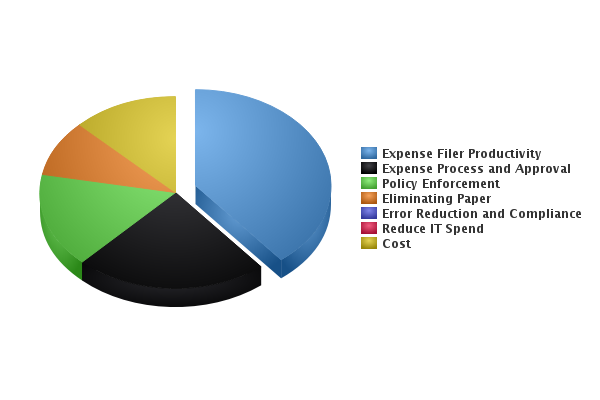 Expense Filer Productivity
Expense Process and Approval
Policy Enforcement
Eliminating Paper
Error Reduction and Compliance
Reduce IT Spend
Cost